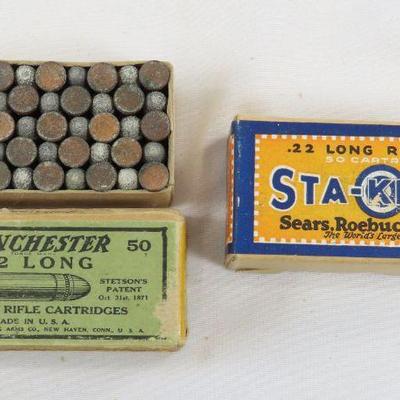 NCHESTER 50
2 LONG
STETSON'S
PATENT
Oct 31st, 1871
RIFLE CARTRIDGES
ADE IN U.S.A.
ARMS CO., NEW HAVEN, CONN., U.S.A.
.22 LONG R
50 CARTR
STA-K
Sears, Roebuc
The World's Large